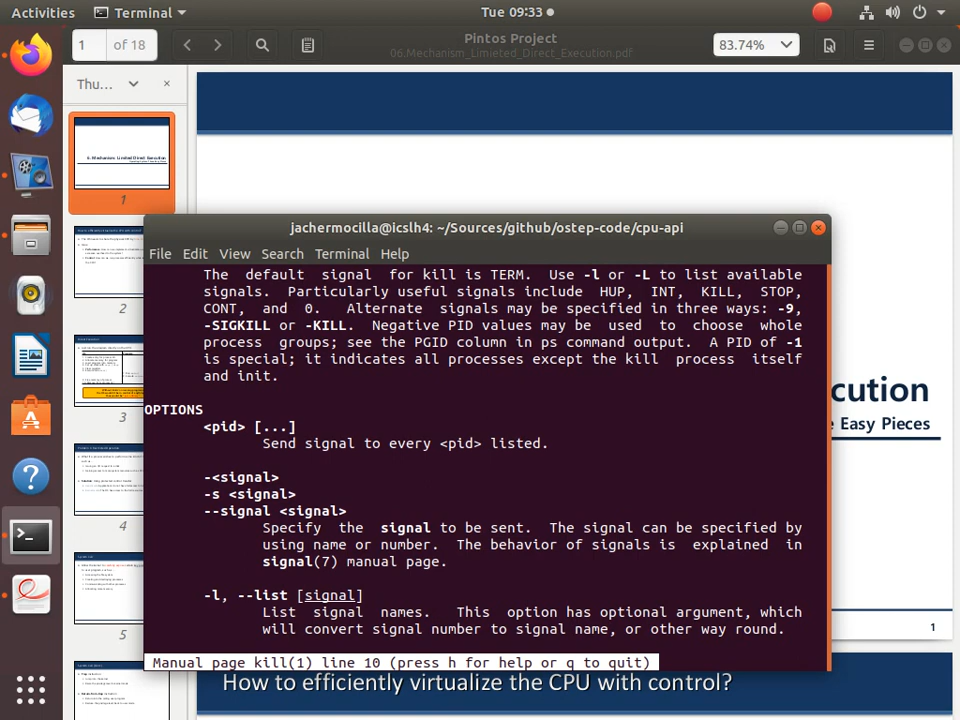 Activities
Terminal
Tue 09:33
1 of 18
Pintos Project
06.Mechanism_Limieted_Direct_Execution.pdf
83.74%
Thu...
6. Mechanism: Limited Direct Execution
1
2
3
4
5
cution
e Easy Pieces
1
jachermocilla@icslh4: ~/Sources/github/ostep-code/cpu-api
File Edit View Search Terminal Help
The default signal for kill is TERM. Use -l or -L to list available
signals. Particularly useful signals include HUP, INT, KILL, STOP,
CONT, and 0. Alternate signals may be specified in three ways: -9,
-SIGKILL or -KILL. Negative PID values may be used to choose whole
process groups; see the PGID column in ps command output. A PID of -1
is special; it indicates all processes except the kill process itself
and init.
OPTIONS
<pid> [...]
Send signal to every <pid> listed.
-<signal>
-s <signal>
--signal <signal>
Specify the signal to be sent. The signal can be specified by
using name or number. The behavior of signals is explained in
signal(7) manual page.
-l, --list [signal]
List signal names. This option has optional argument, which
will convert signal number to signal name, or other way round.
Manual page kill(1) line 10 (press h for help or q to quit)
How to efficiently virtualize the CPU with control?